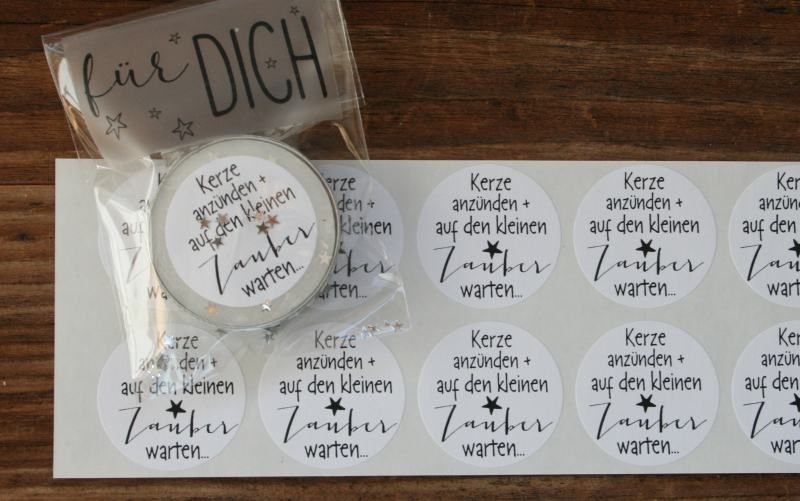 für DICH
Kerze
anzünden +
auf den kleinen
Zauber
warten...
Kerze
anzünden +
auf den kleinen
Zauber
warten...
Kerze
anzünden +
auf den kleinen
Zauber
warten...
Kerze
anzünden +
auf den kleinen
Zauber
warten...
Kerze
anzünden +
auf den kleinen
Zauber
warten...
Kerze
anzünden +
auf den kleinen
Zauber
warten...
Kerze
anzünden +
auf den kleinen
Zauber
warten...